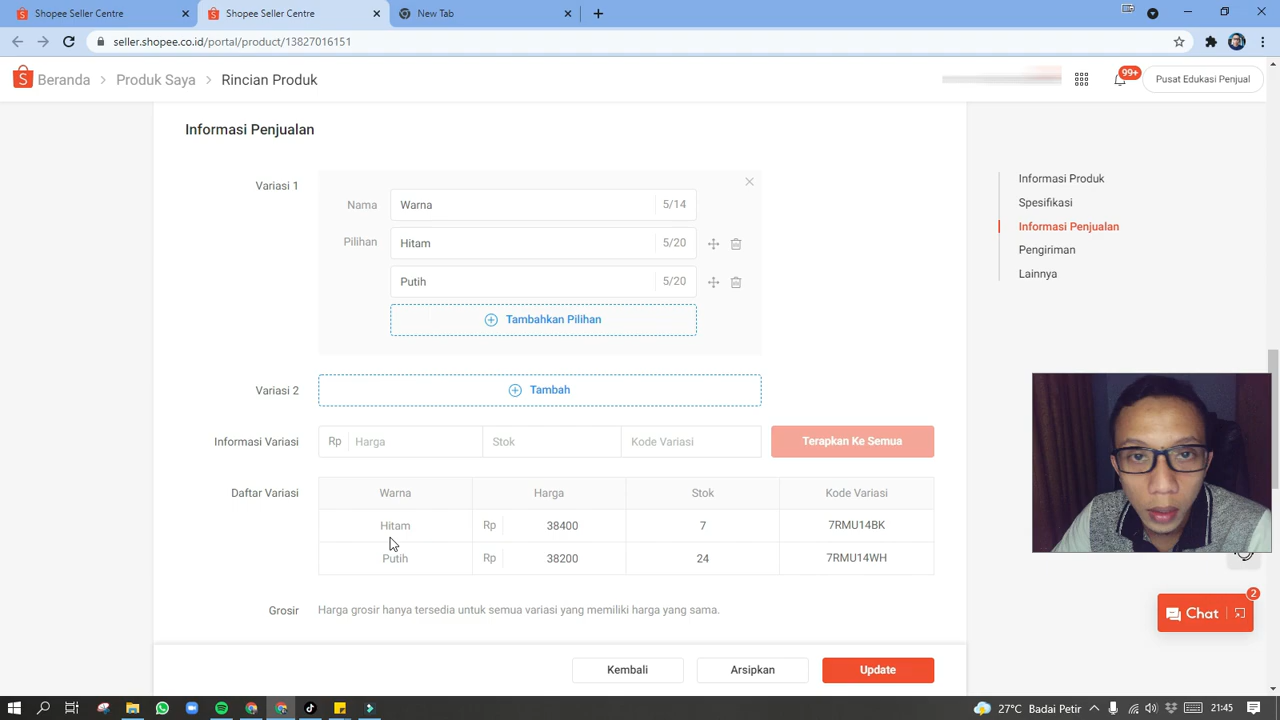 Shopee Seller Centre
Shopee Seller Centre
New Tab
seller.shopee.co.id/portal/product/13827016151
Beranda > Produk Saya > Rincian Produk
99+
Pusat Edukasi Penjual
Informasi Penjualan
Variasi 1
Nama Warna 5/14
Pilihan Hitam 5/20
Putih 5/20
Tambahkan Pilihan
Variasi 2 Tambah
Informasi Variasi Rp Harga Stok Kode Variasi Terapkan Ke Semua
Daftar Variasi Warna Harga Stok Kode Variasi
Hitam Rp 38400 7 7RMU14BK
Putih Rp 38200 24 7RMU14WH
Grosir Harga grosir hanya tersedia untuk semua variasi yang memiliki harga yang sama.
Kembali Arsipkan Update
Informasi Produk
Spesifikasi
Informasi Penjualan
Pengiriman
Lainnya
Chat 2
27°C Badai Petir 21:45